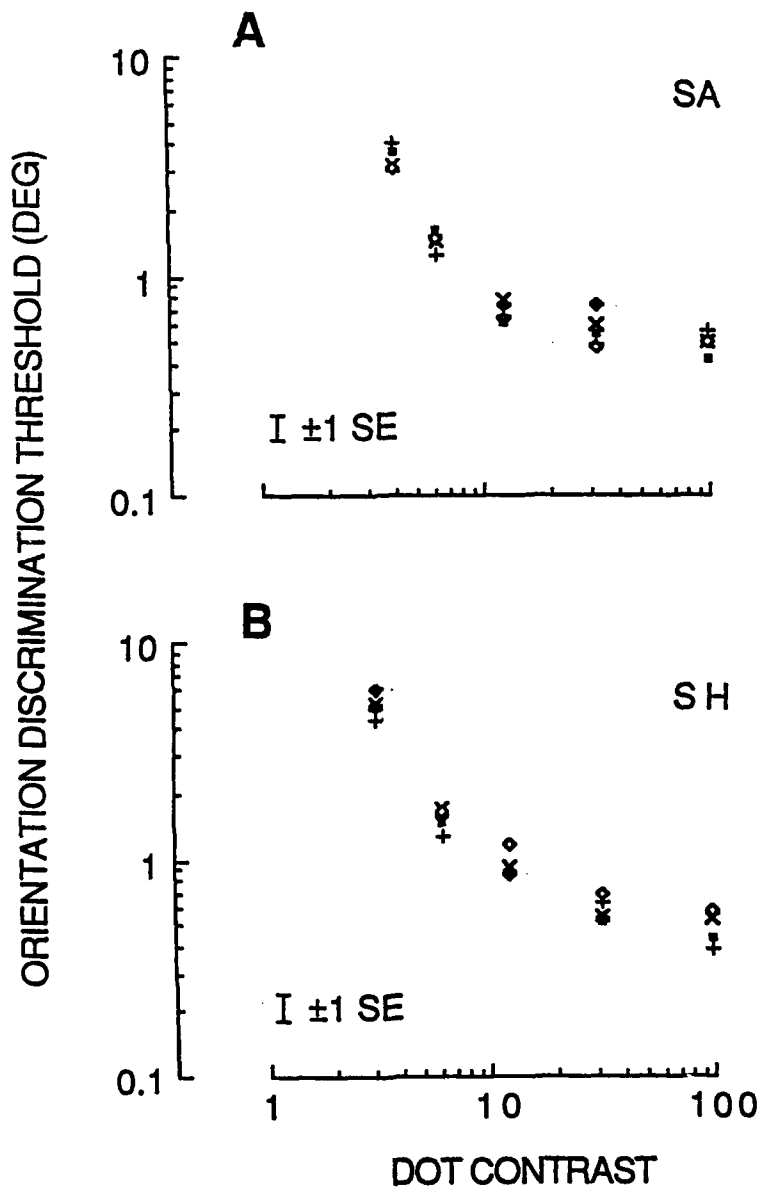 A
SA
10
1
0.1
I ±1 SE
ORIENTATION DISCRIMINATION THRESHOLD (DEG)
B
SH
10
1
0.1
I ±1 SE
1 10 100
DOT CONTRAST